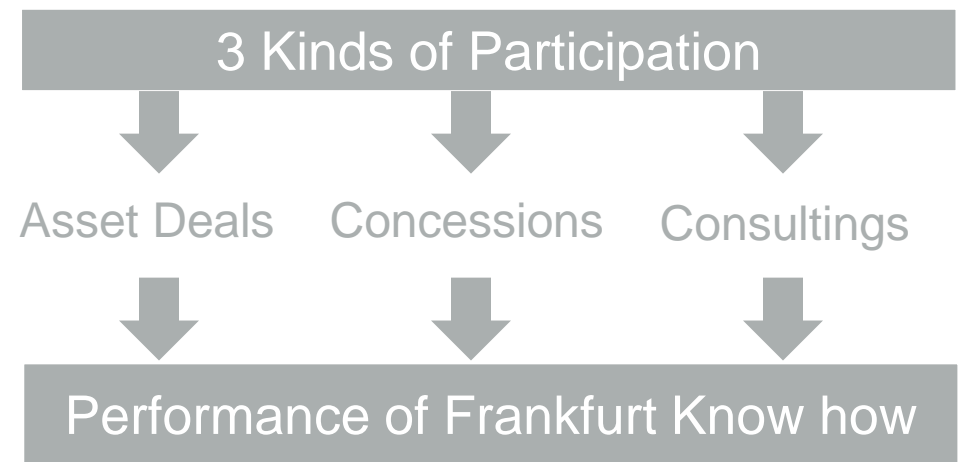 3 Kinds of Participation
Asset Deals Concessions Consultings
Performance of Frankfurt Know how